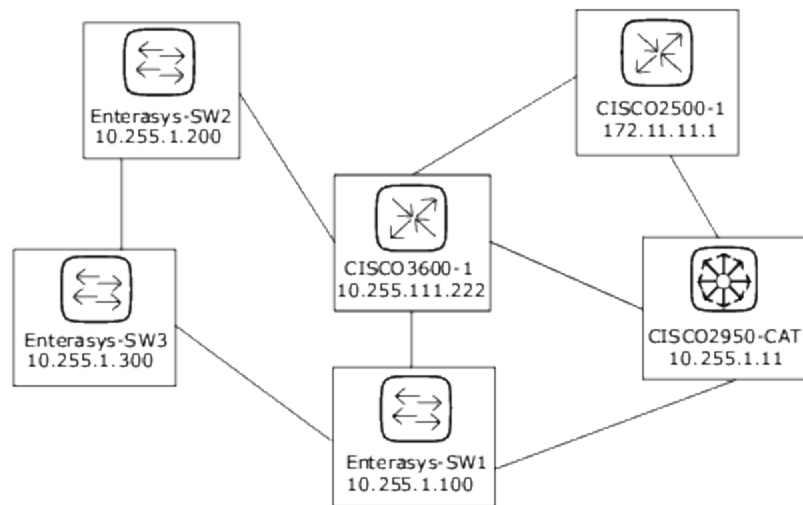 Enterasys-SW2
10.255.1.200
CISCO2500-1
172.11.11.1
CISCO3600-1
10.255.111.222
Enterasys-SW3
10.255.1.300
CISCO2950-CAT
10.255.1.11
Enterasys-SW1
10.255.1.100